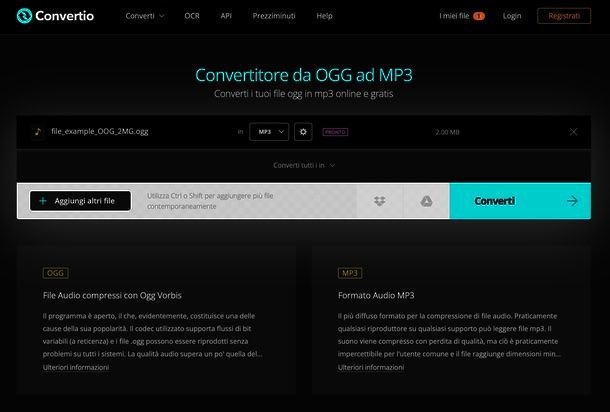 Convertio
Converti
OCR
API
Prezziminuti
Help
I miei file 1
Login
Registrati
Convertitore da OGG ad MP3
Converti i tuoi file ogg in mp3 online e gratis
file_example_OOG_2MG.ogg
in
MP3
PRONTO
2.00 MB
Converti tutti i in
Aggiungi altri file
Utilizza Ctrl o Shift per aggiungere più file
contemporaneamente
Converti
OGG
File Audio compressi con Ogg Vorbis
Il programma è aperto, il che, evidentemente, costituisce una delle
cause della sua popolarità. Il codec utilizzato supporta flussi di bit
variabili (a reticenza) e i file .ogg possono essere riprodotti senza
problemi su tutti i sistemi. La qualità audio supera un po' quella del...
Ulteriori informazioni
MP3
Formato Audio MP3
Il più diffuso formato per la compressione di file audio. Praticamente
qualsiasi riproduttore su qualsiasi supporto può leggere file mp3. Il
suono viene compresso con perdita di qualità, ma ciò è praticamente
impercettibile per l'utente comune e il file raggiunge dimensioni min...
Ulteriori informazioni